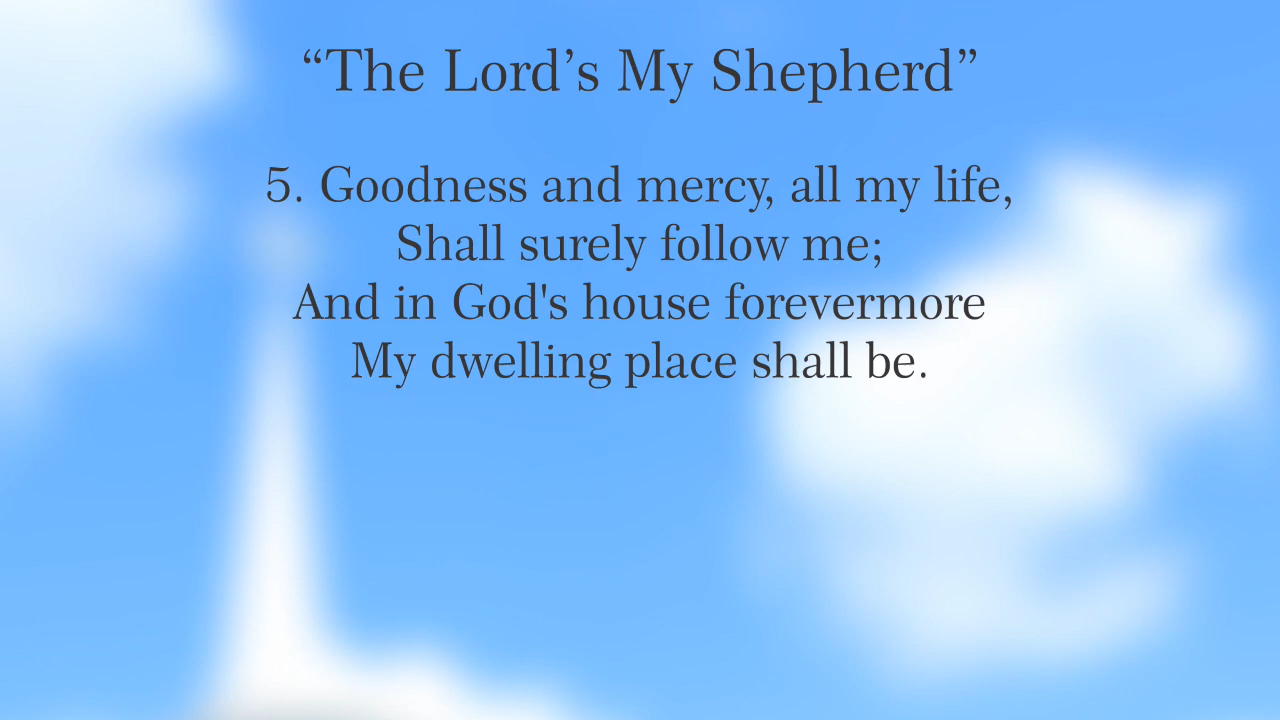 “The Lord’s My Shepherd”
5. Goodness and mercy, all my life,
Shall surely follow me;
And in God's house forevermore
My dwelling place shall be.